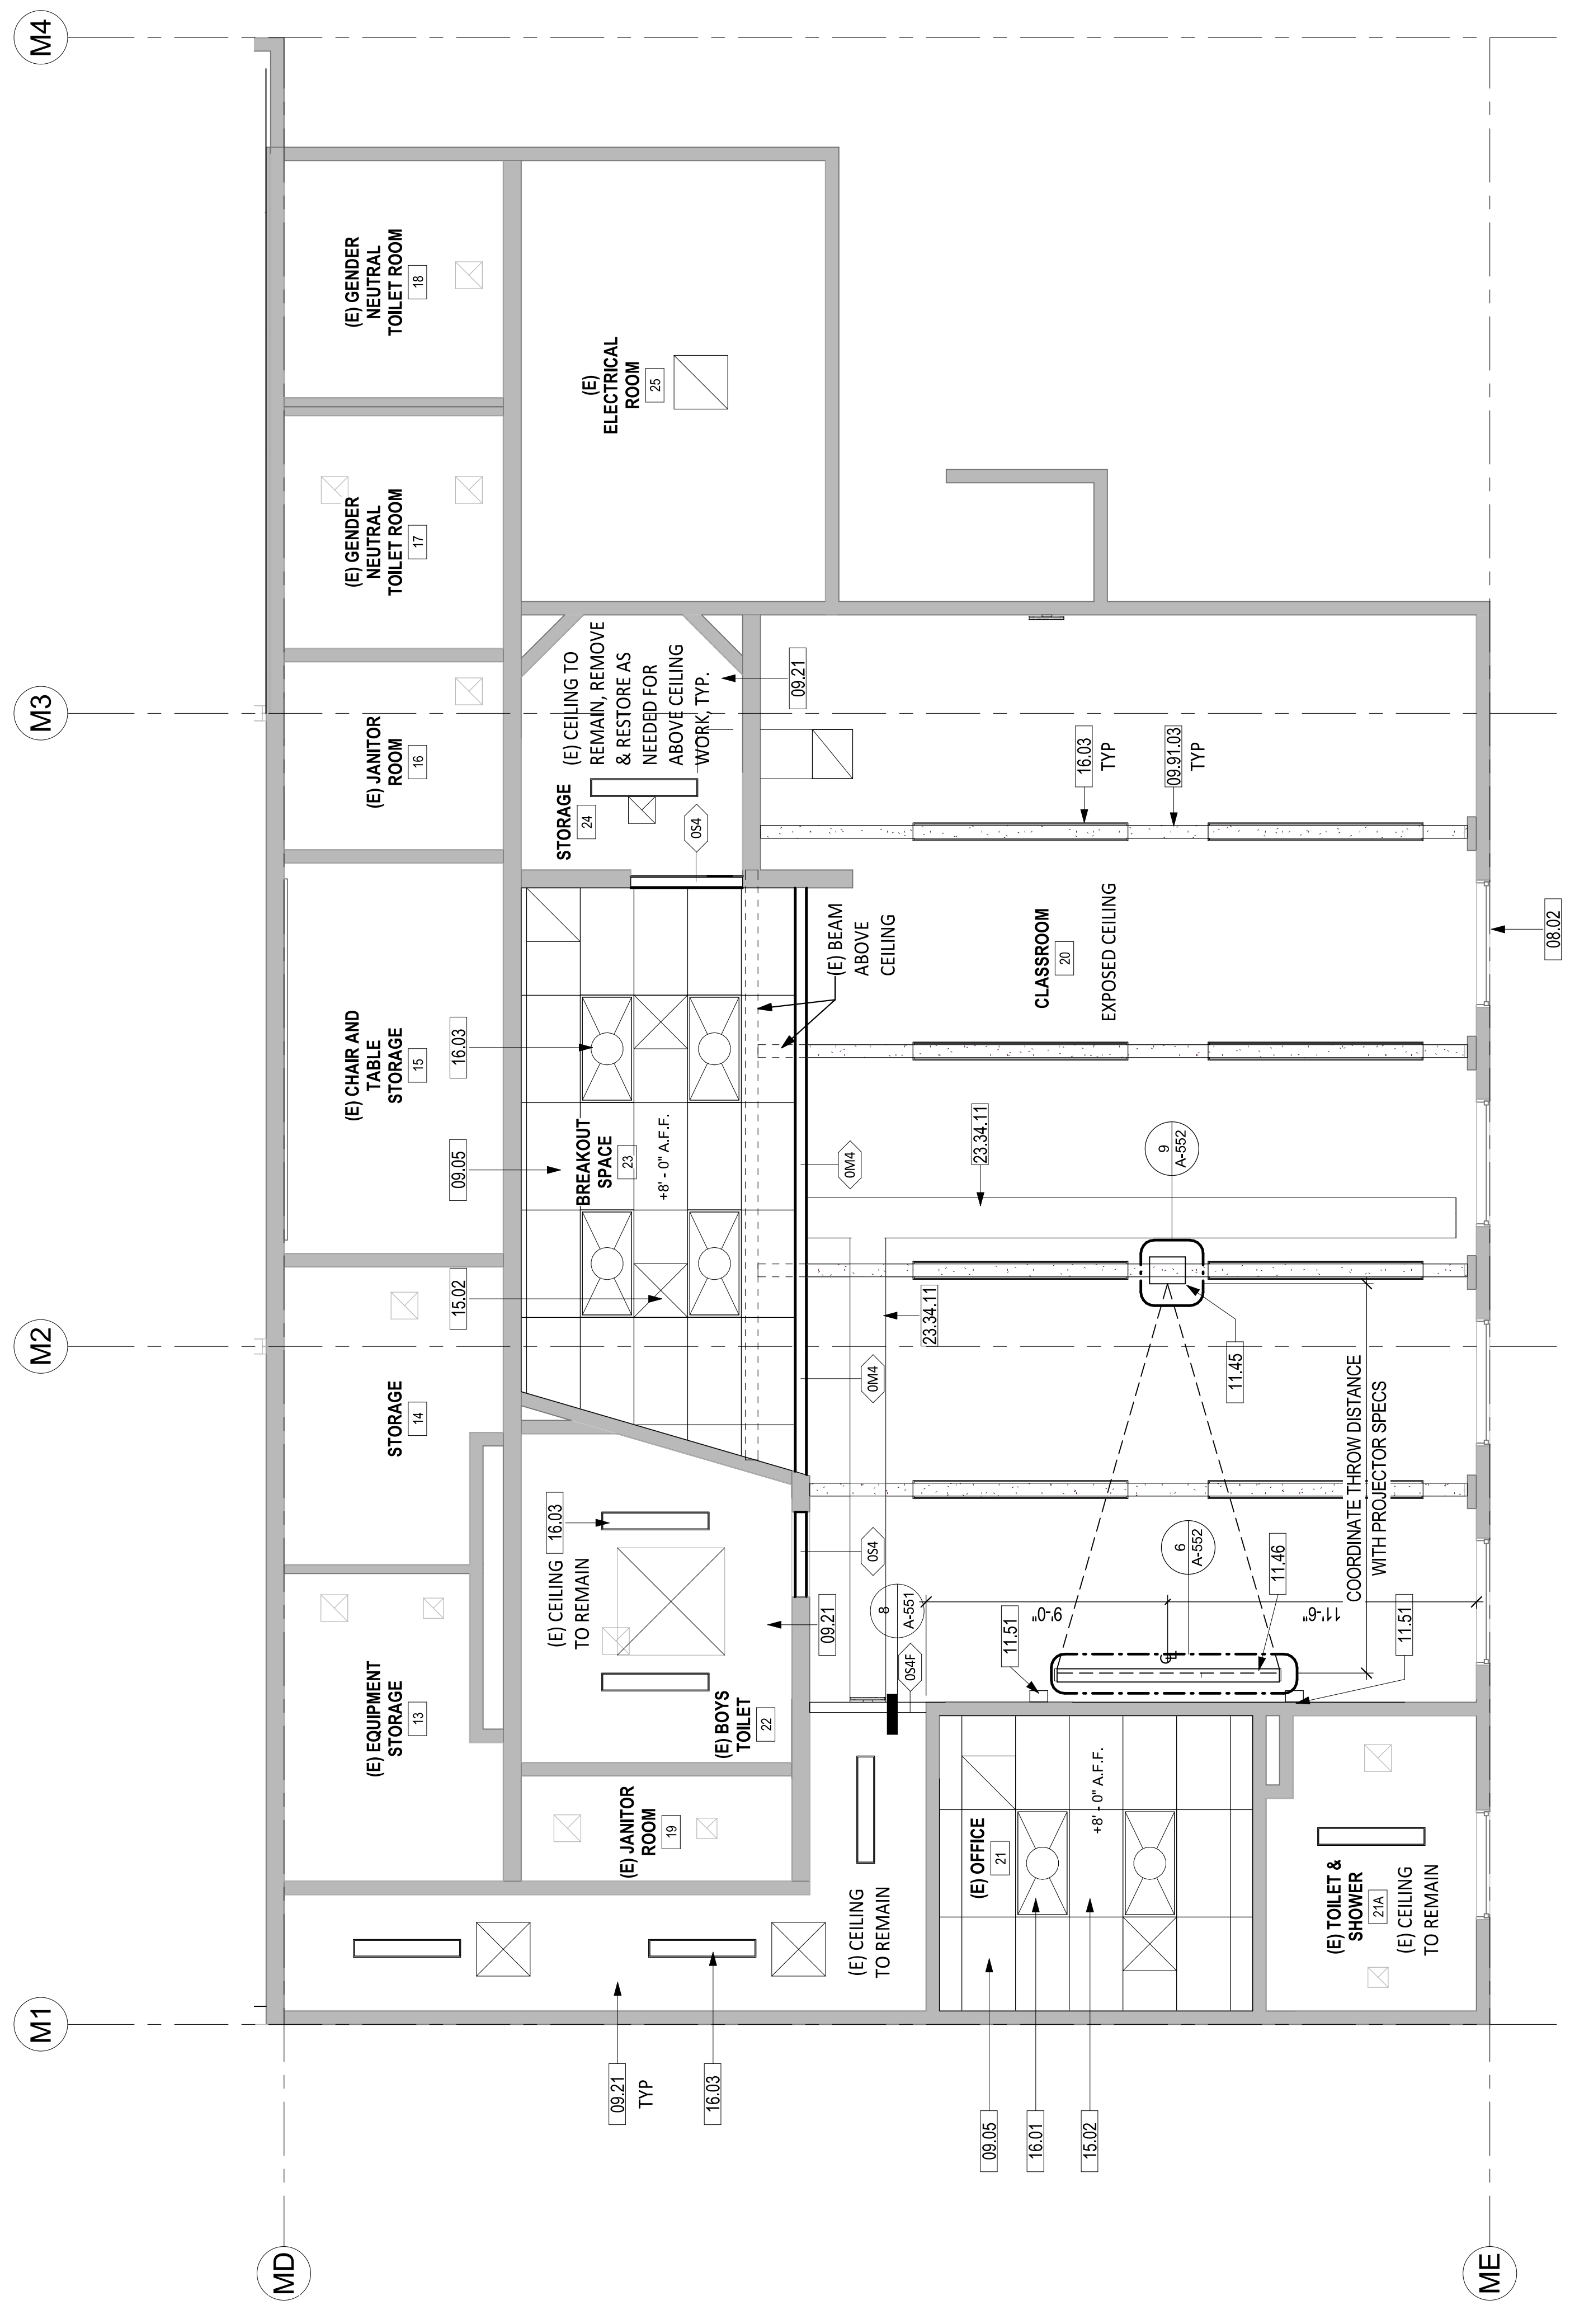 M1
M2
M3
M4
MD
ME
(E) EQUIPMENT
STORAGE
13
STORAGE
14
(E) CHAIR AND
TABLE
STORAGE
15
(E) JANITOR
ROOM
16
(E) GENDER
NEUTRAL
TOILET ROOM
17
(E) GENDER
NEUTRAL
TOILET ROOM
18
15.02
09.05
16.03
16.03
(E) CEILING
TO REMAIN
(E) JANITOR
ROOM
19
(E) BOYS
TOILET
22
09.21
BREAKOUT
SPACE
23
+8' - 0" A.F.F.
STORAGE
24
(E) CEILING TO
REMAIN, REMOVE
& RESTORE AS
NEEDED FOR
ABOVE CEILING
WORK, TYP.
0S4
09.21
(E)
ELECTRICAL
ROOM
25
09.21
TYP
16.03
(E) CEILING
TO REMAIN
0S4F
8
A-551
0S4
0M4
0M4
(E) BEAM
ABOVE
CEILING
23.34.11
23.34.11
09.05
16.01
15.02
(E) OFFICE
21
+8' - 0" A.F.F.
11.51
9'-0"
CL
6
A-552
11.46
11'-6"
11.51
11.45
9
A-552
COORDINATE THROW DISTANCE
WITH PROJECTOR SPECS
CLASSROOM
20
EXPOSED CEILING
16.03
TYP
09.91.03
TYP
(E) TOILET &
SHOWER
21A
(E) CEILING
TO REMAIN
08.02